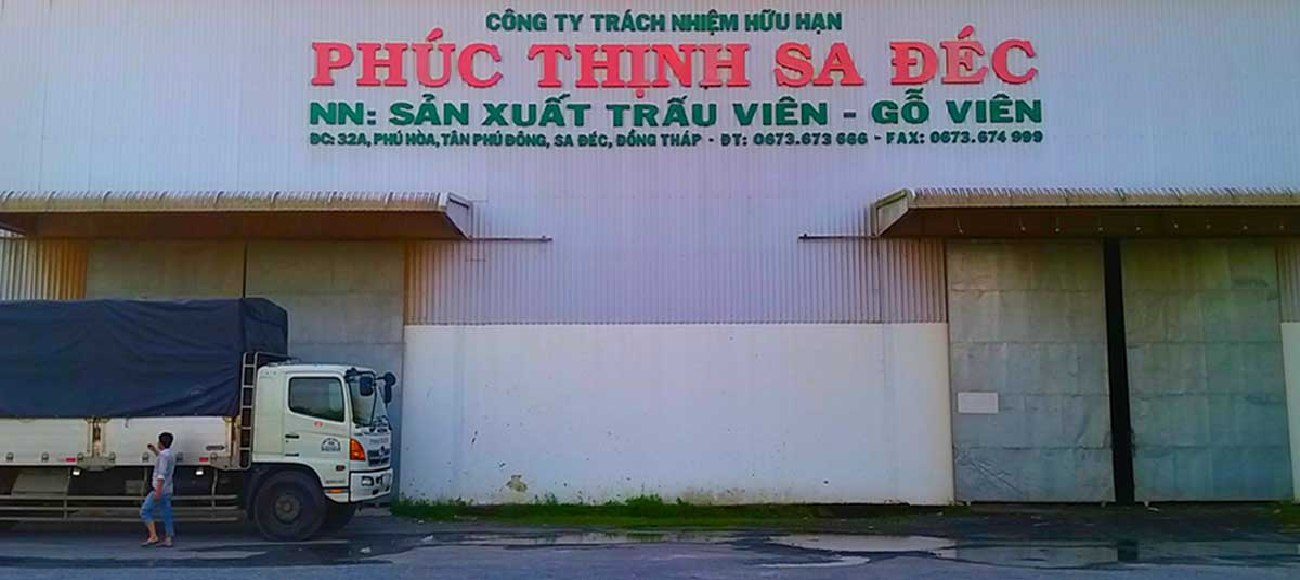 CÔNG TY TRÁCH NHIỆM HỮU HẠN
PHÚC THỊNH SA ĐÉC
NN: SẢN XUẤT TRẤU VIÊN - GỖ VIÊN
ĐC: 32A, PHÚ HÒA, TÂN PHÚ ĐÔNG, SA ĐÉC, ĐỒNG THÁP - ĐT: 0673.673 666 - FAX: 0673.674 999